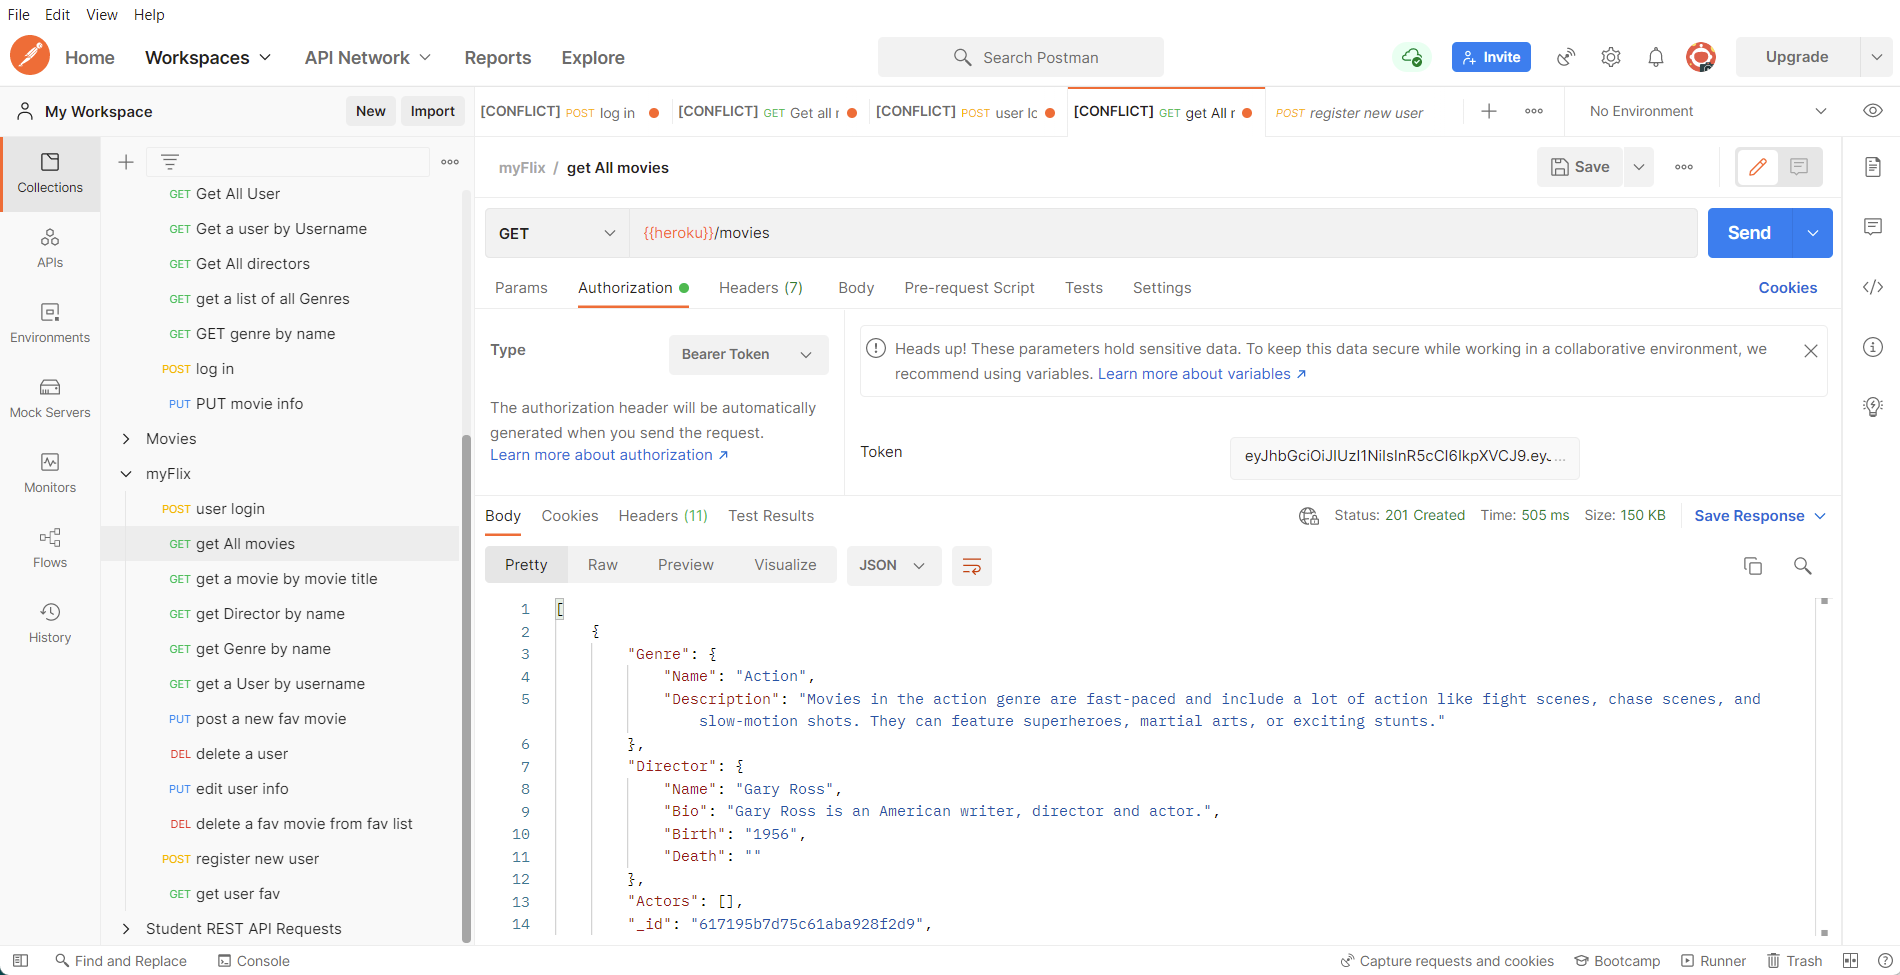 File Edit View Help
Home Workspaces API Network Reports Explore Search Postman Invite Upgrade
My Workspace New Import
[CONFLICT] POST log in [CONFLICT] GET Get all r [CONFLICT] POST user lo [CONFLICT] GET get All r POST register new user No Environment
Collections
APIs
Environments
Mock Servers
Monitors
Flows
History
GET Get All User
GET Get a user by Username
GET Get All directors
GET get a list of all Genres
GET GET genre by name
POST log in
PUT PUT movie info
Movies
myFlix
POST user login
GET get All movies
GET get a movie by movie title
GET get Director by name
GET get Genre by name
GET get a User by username
PUT post a new fav movie
DEL delete a user
PUT edit user info
DEL delete a fav movie from fav list
POST register new user
GET get user fav
Student REST API Requests
myFlix / get All movies Save
GET {{heroku}}/movies Send
Params Authorization Headers (7) Body Pre-request Script Tests Settings Cookies
Type Bearer Token
The authorization header will be automatically
generated when you send the request.
Learn more about authorization ↗
Heads up! These parameters hold sensitive data. To keep this data secure while working in a collaborative environment, we
recommend using variables. Learn more about variables ↗
Token eyJhbGciOiJIUzI1NiIsInR5cCI6IkpXVCJ9.eyJ...
Body Cookies Headers (11) Test Results Status: 201 Created Time: 505 ms Size: 150 KB Save Response
Pretty Raw Preview Visualize JSON
1 [
2 {
3 "Genre": {
4 "Name": "Action",
5 "Description": "Movies in the action genre are fast-paced and include a lot of action like fight scenes, chase scenes, and
slow-motion shots. They can feature superheroes, martial arts, or exciting stunts."
6 },
7 "Director": {
8 "Name": "Gary Ross",
9 "Bio": "Gary Ross is an American writer, director and actor.",
10 "Birth": "1956",
11 "Death": ""
12 },
13 "Actors": [],
14 "_id": "617195b7d75c61aba928f2d9",
Find and Replace Console Capture requests and cookies Bootcamp Runner Trash